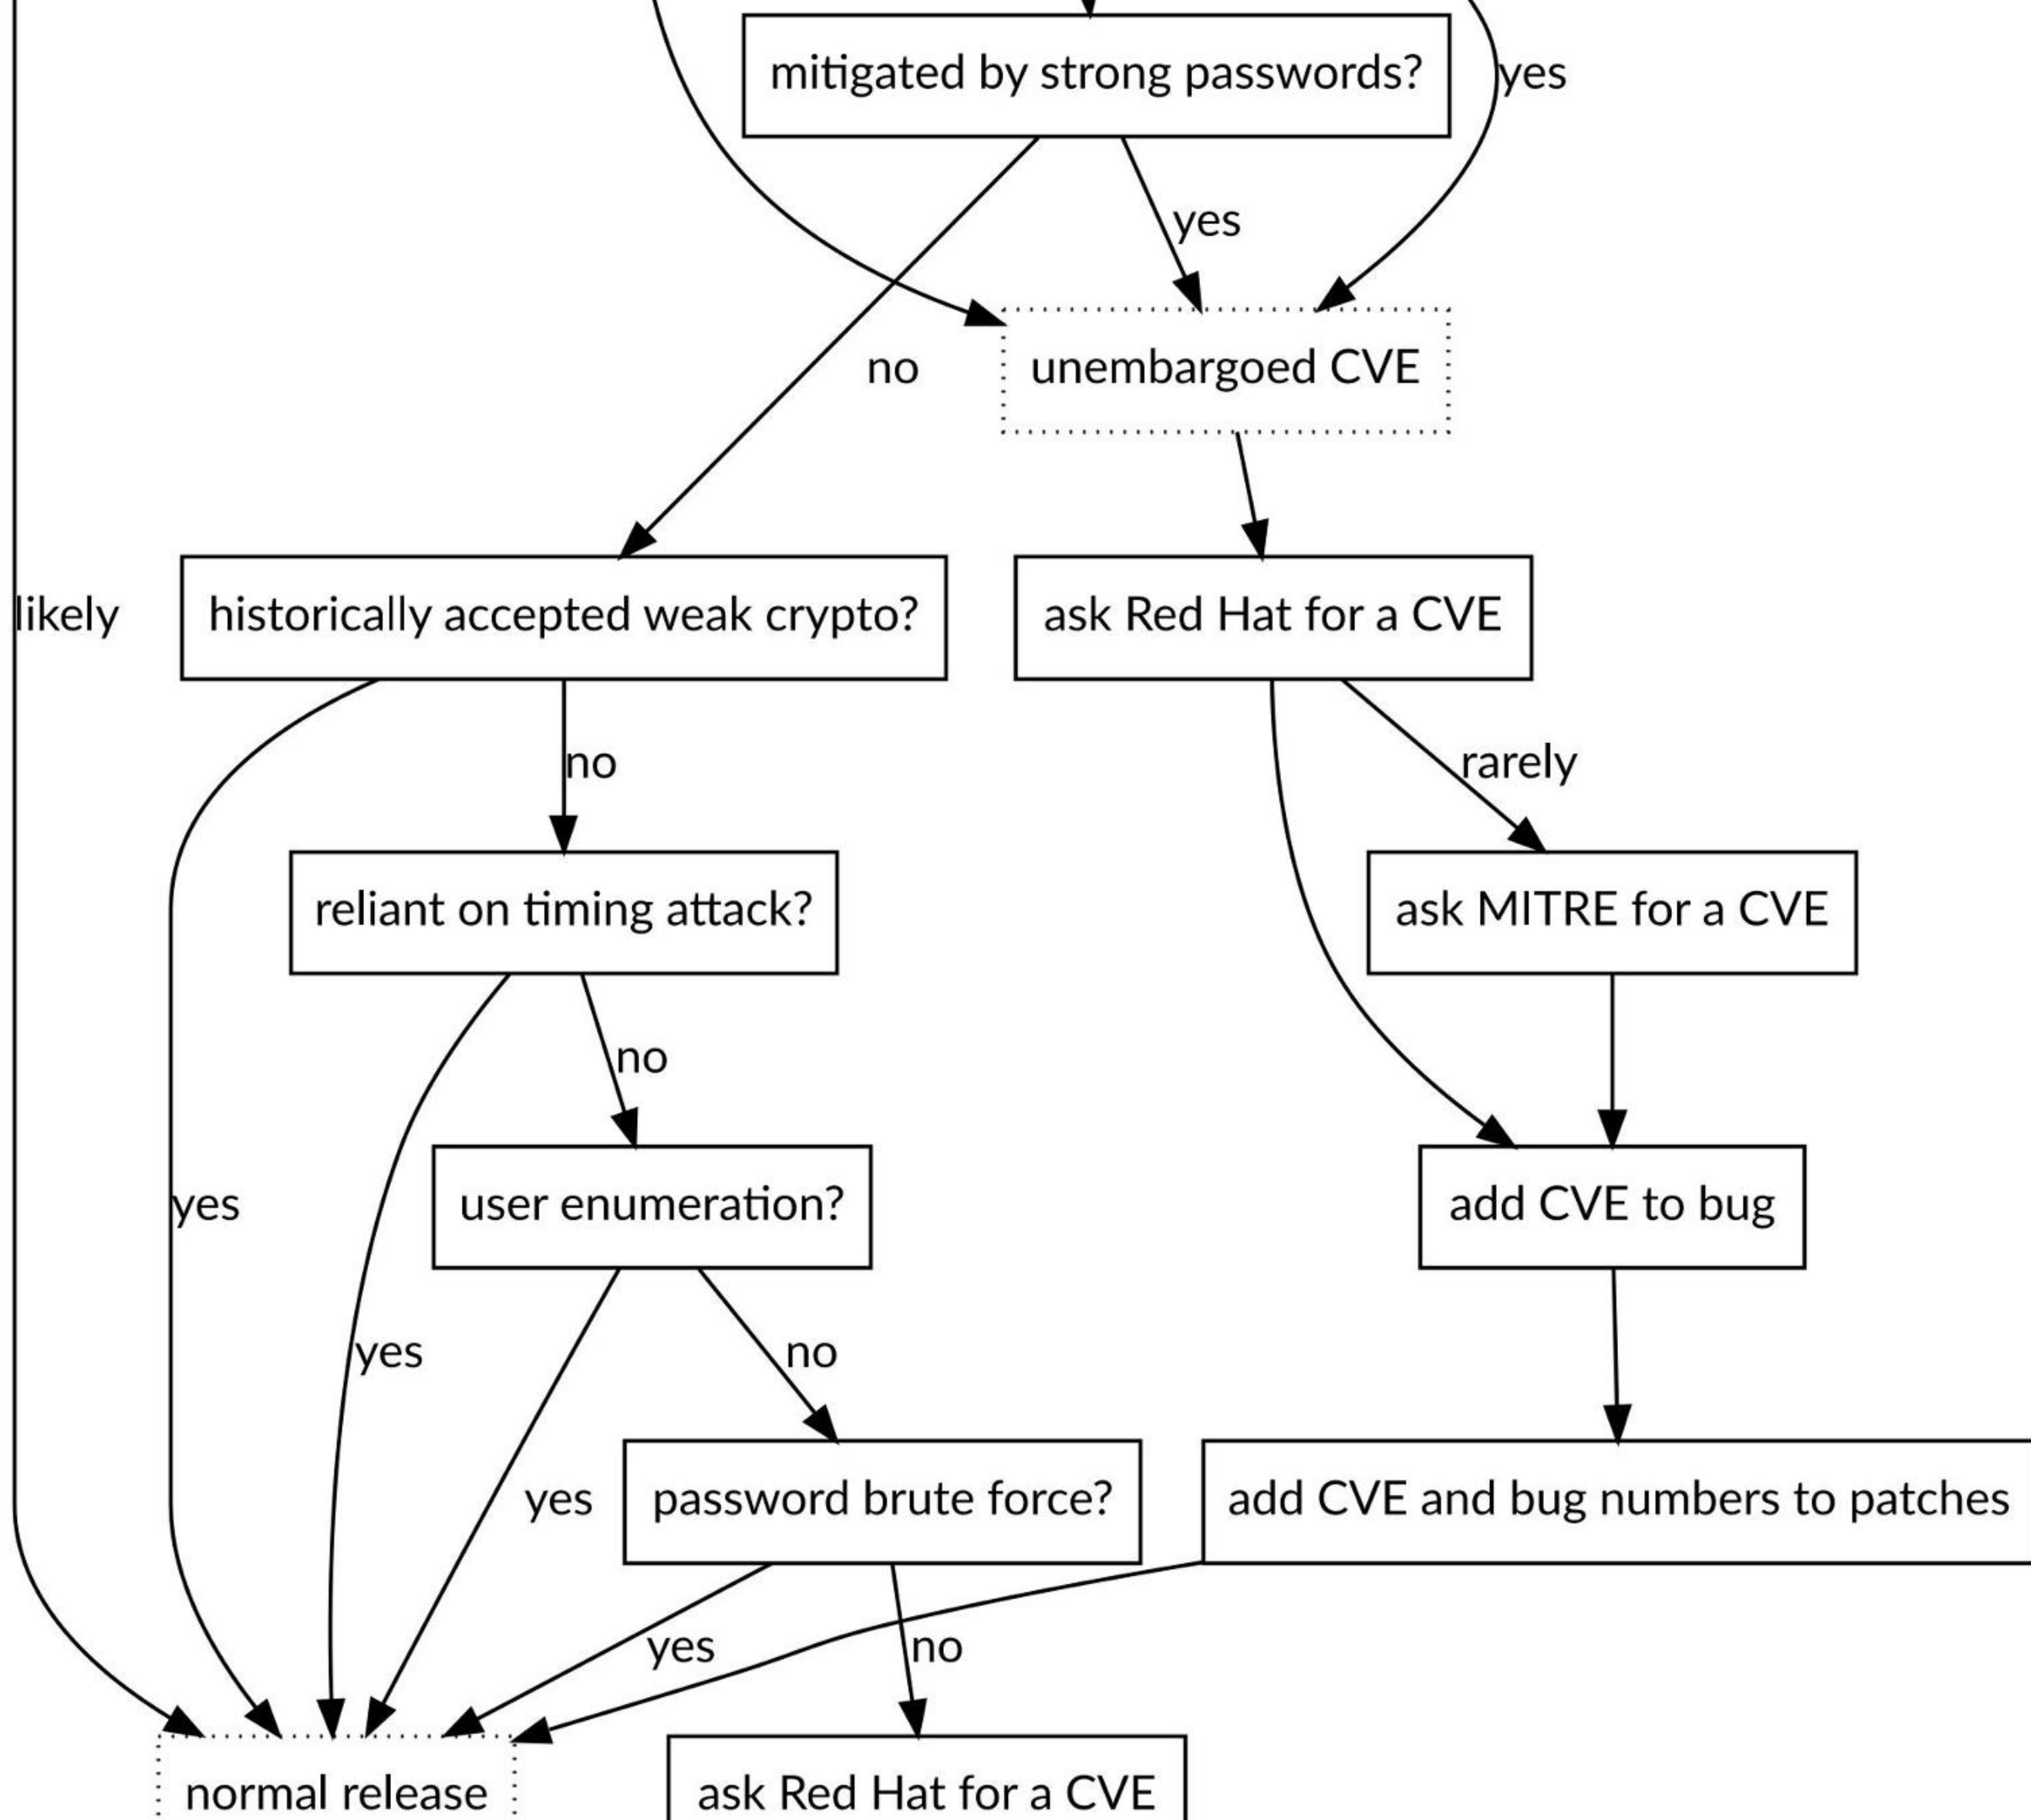 mitigated by strong passwords?
yes
yes
no
unembargoed CVE
likely
historically accepted weak crypto?
ask Red Hat for a CVE
no
rarely
reliant on timing attack?
ask MITRE for a CVE
no
yes
user enumeration?
add CVE to bug
yes
no
yes
password brute force?
add CVE and bug numbers to patches
yes
no
normal release
ask Red Hat for a CVE